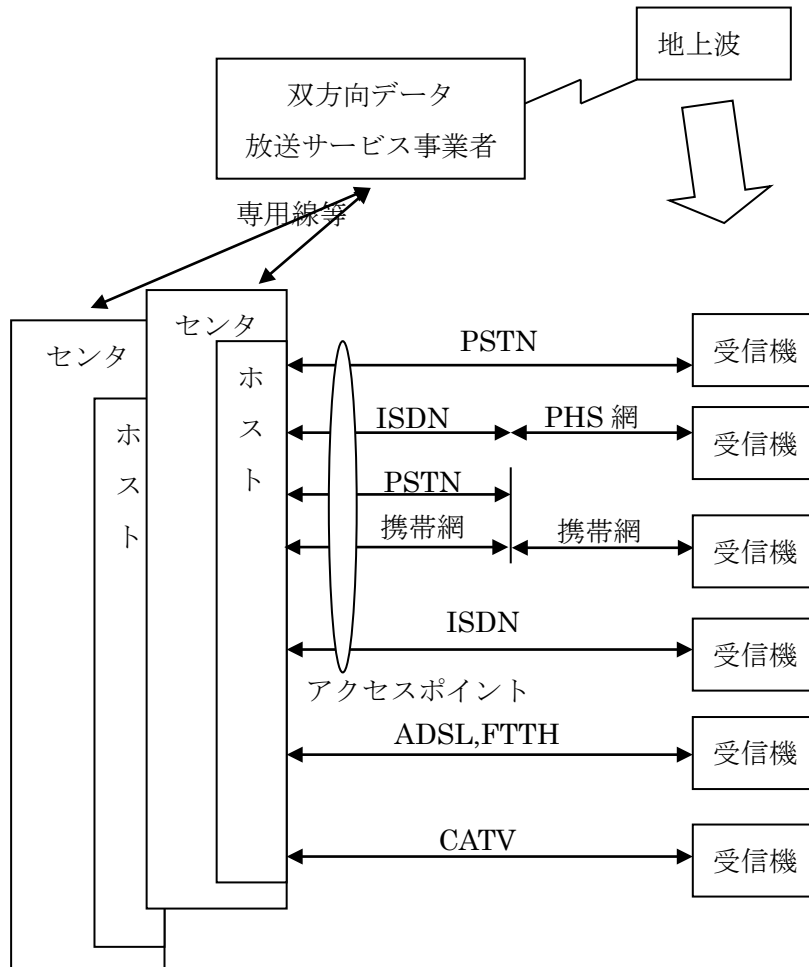 地上波
双方向データ
放送サービス事業者
専用線等
センタ
センタ
ホスト
ホスト
PSTN
受信機
ISDN
PHS 網
受信機
PSTN
携帯網
携帯網
受信機
ISDN
受信機
アクセスポイント
ADSL,FTTH
受信機
CATV
受信機